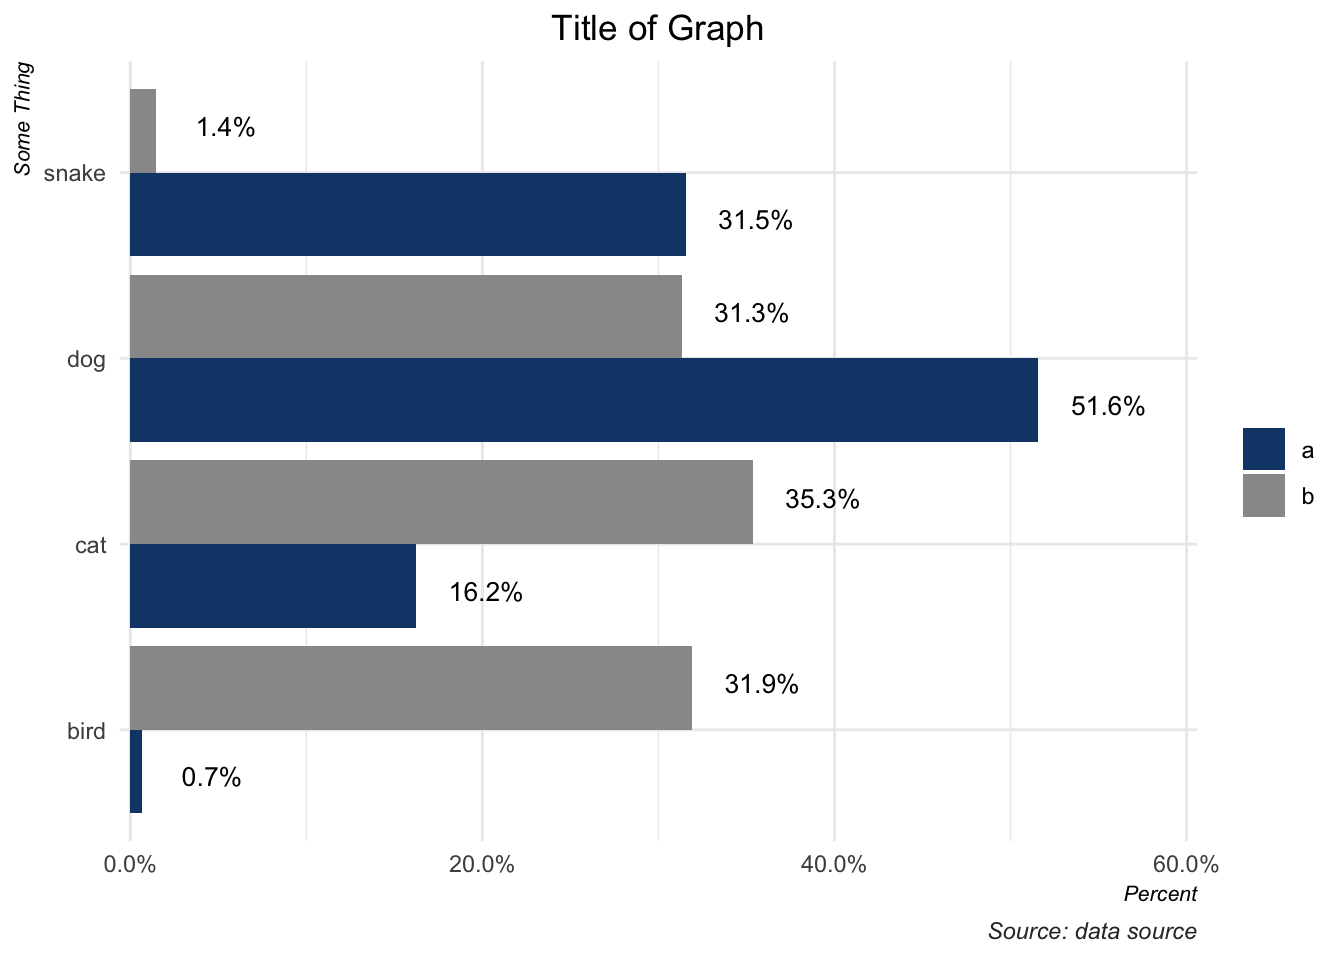 Title of Graph
Some Thing
1.4%
snake
31.5%
31.3%
dog
51.6%
35.3%
cat
16.2%
31.9%
bird
0.7%
a
b
0.0% 20.0% 40.0% 60.0%
Percent
Source: data source